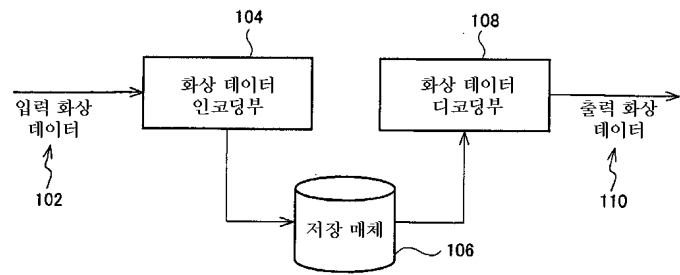 104
108
화상 데이터
인코딩부
화상 데이터
디코딩부
입력 화상
데이터
출력 화상
데이터
102
110
저장 매체
106